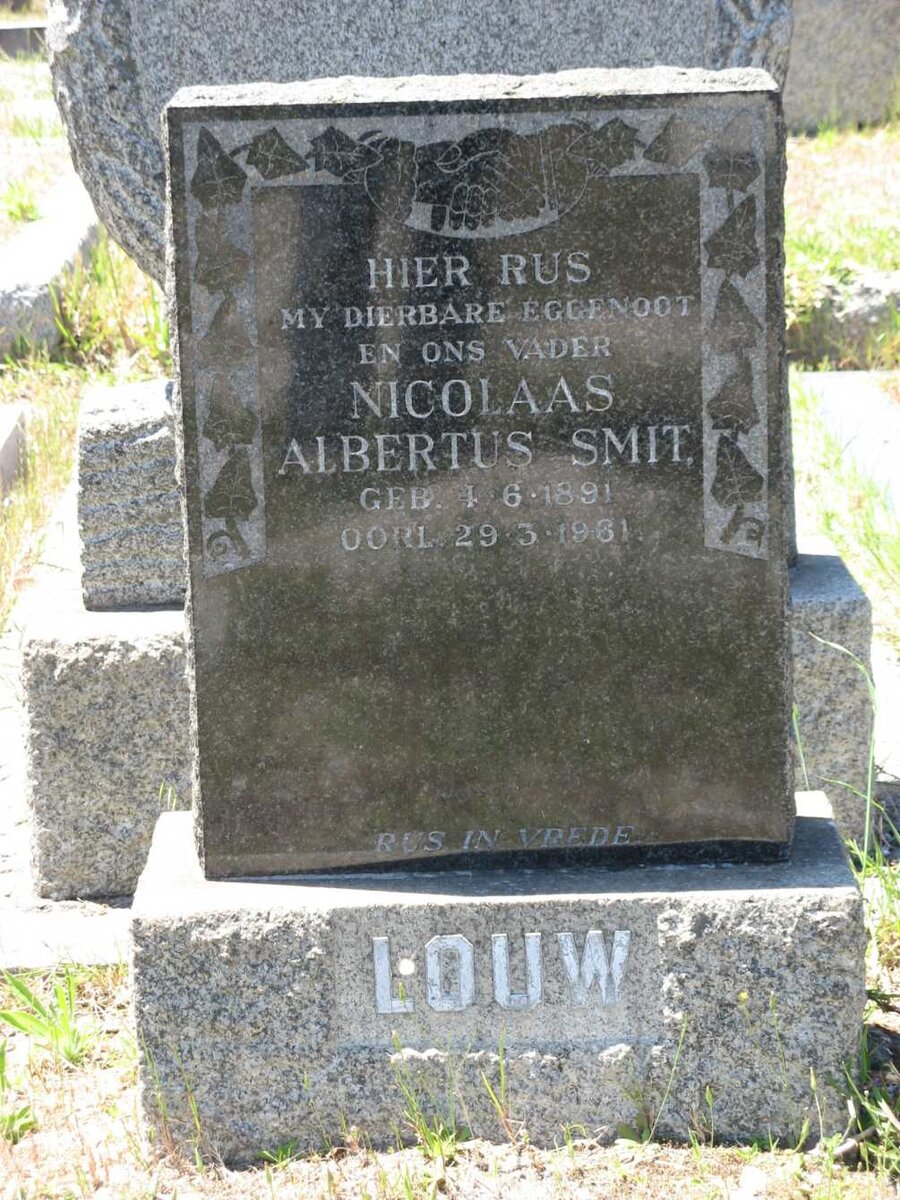 HIER RUS
MY DIERBARE EGGENOOT
EN ONS VADER
NICOLAAS
ALBERTUS SMIT,
GEB. 4·6·1891
OORL. 29·3·1961.
RUS IN VREDE
LOUW